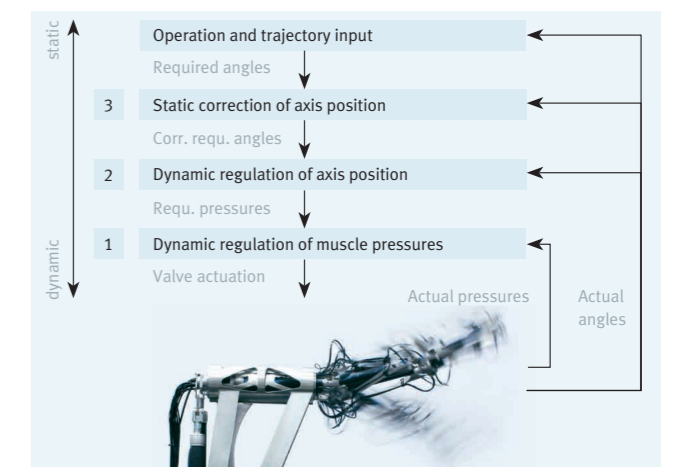 static
Operation and trajectory input
Required angles
3
Static correction of axis position
Corr. requ. angles
2
Dynamic regulation of axis position
Requ. pressures
1
Dynamic regulation of muscle pressures
dynamic
Valve actuation
Actual pressures
Actual
angles